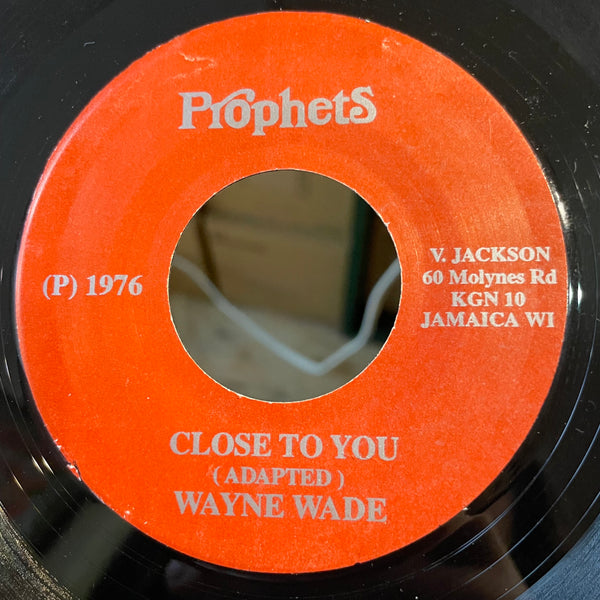 Prophets
(P) 1976
V. JACKSON
60 Molynes Rd
KGN 10
JAMAICA WI
CLOSE TO YOU
( ADAPTED )
WAYNE WADE